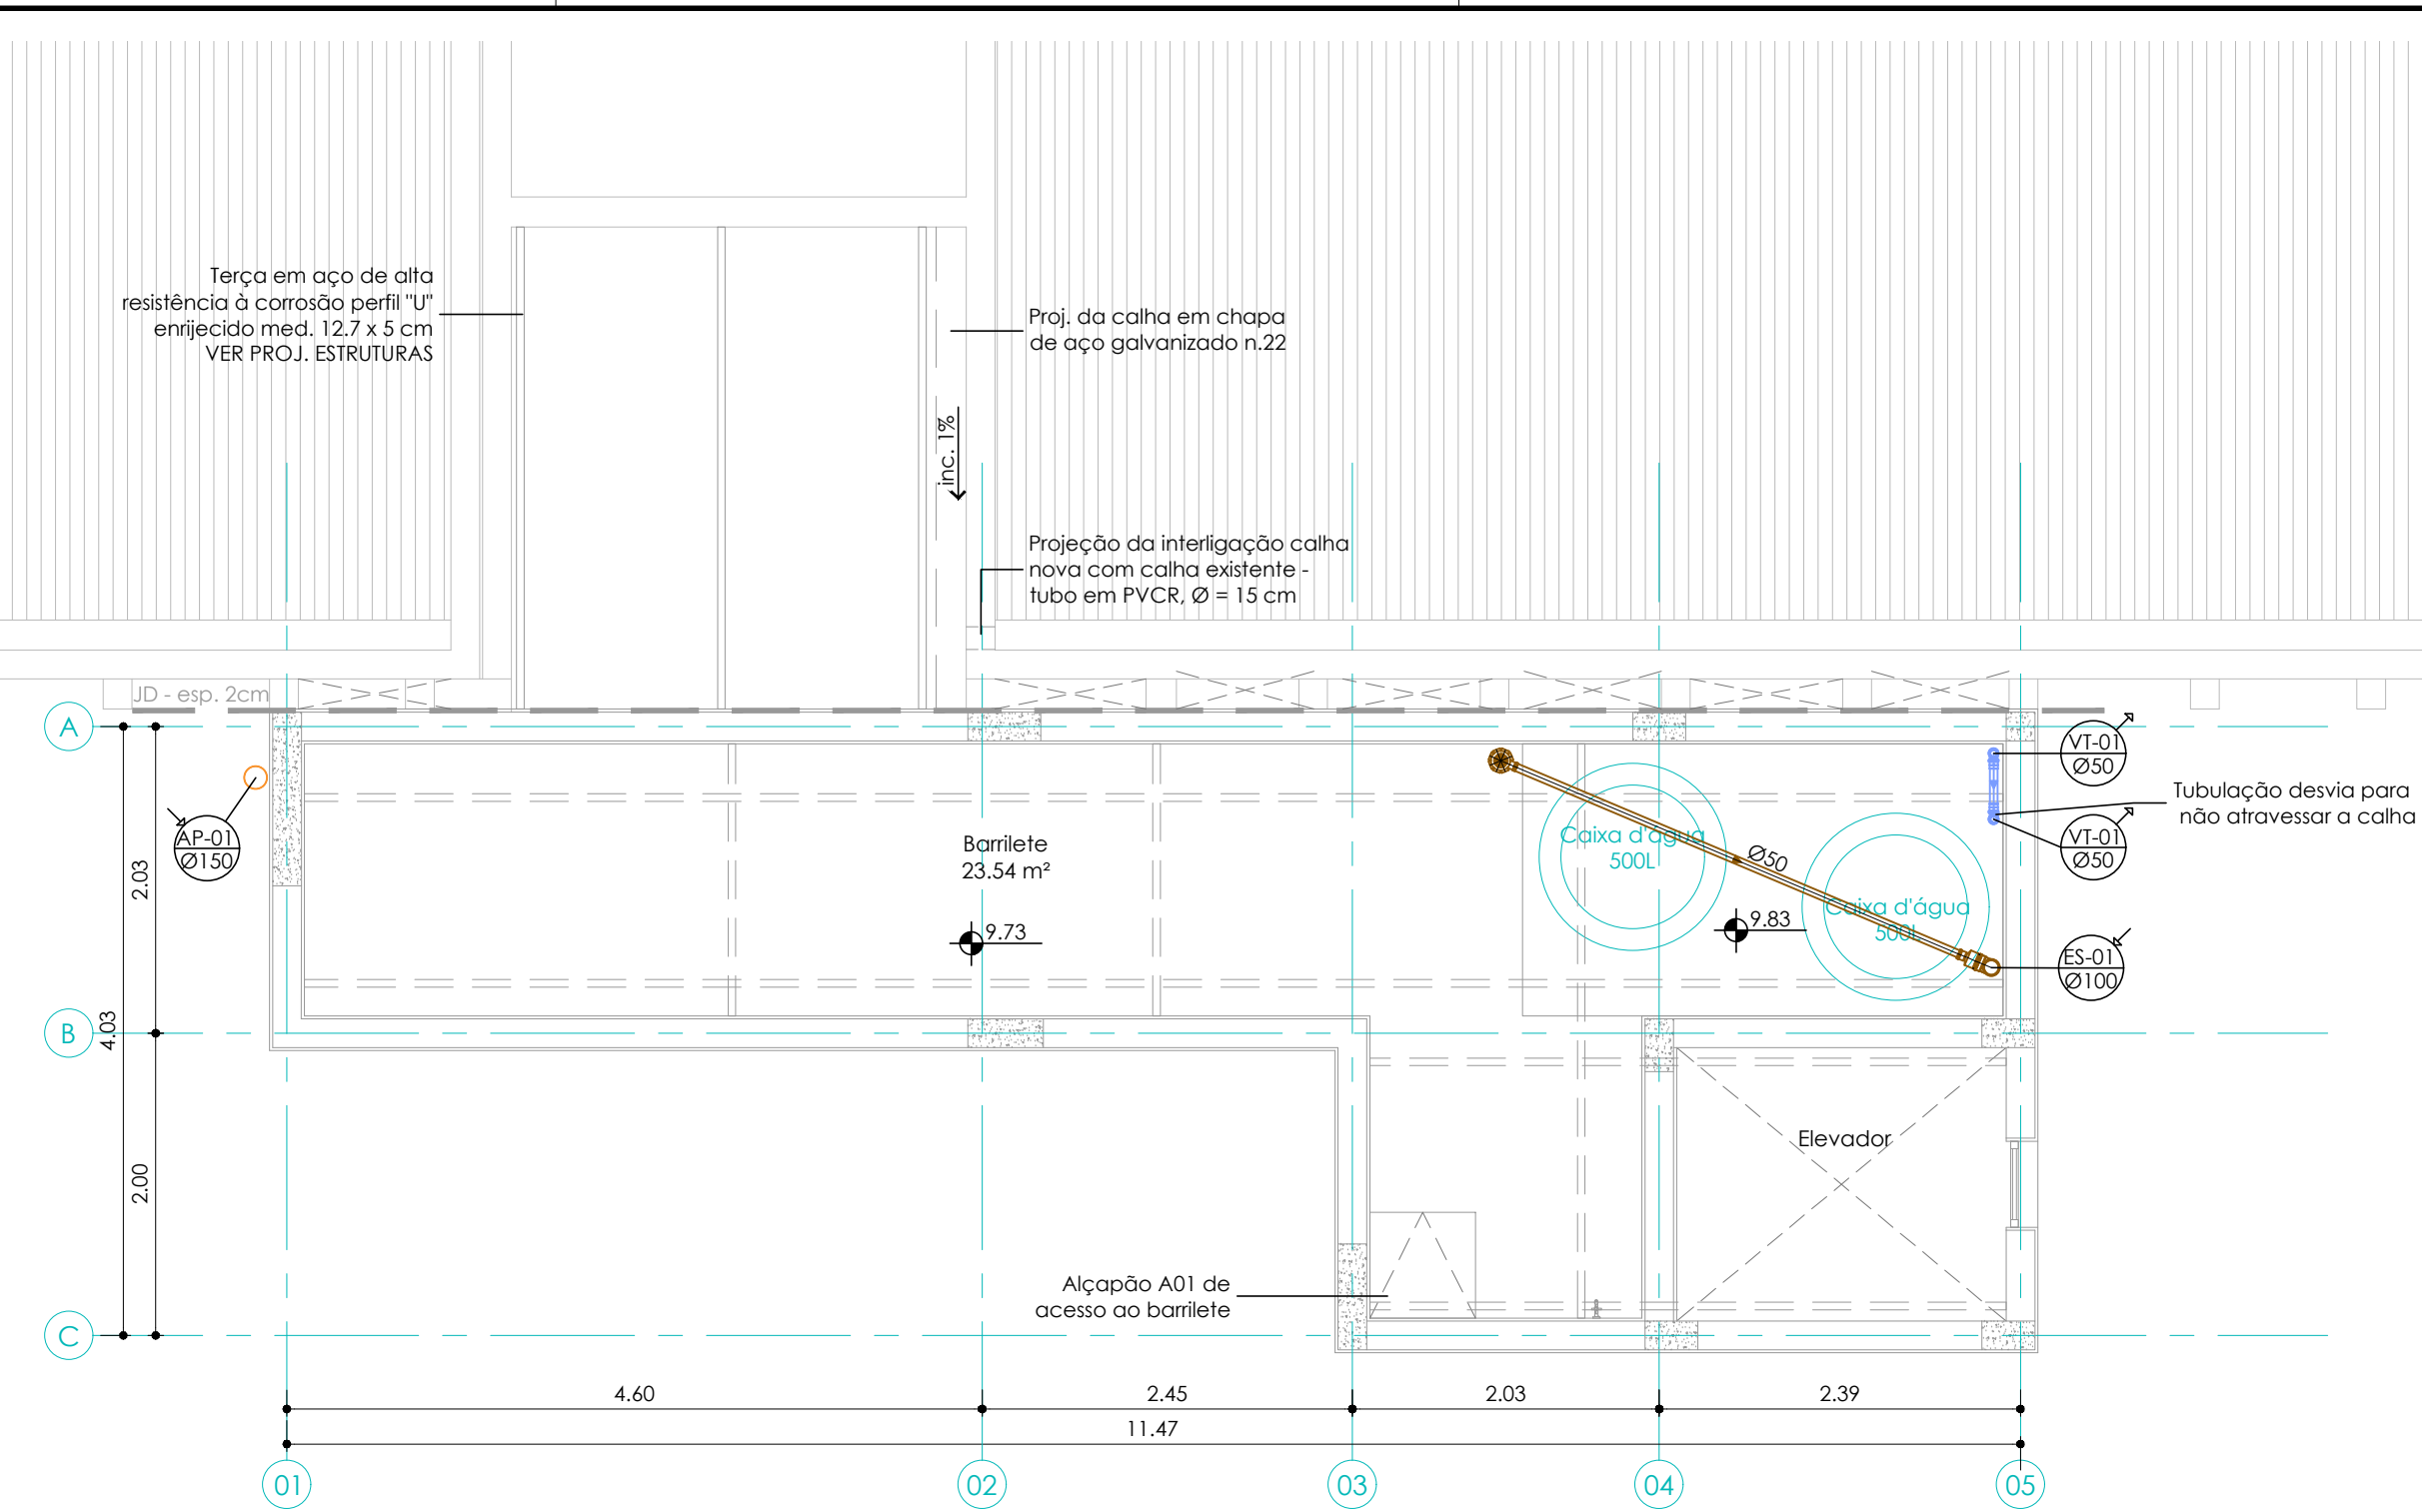 Terça em aço de alta
resistência à corrosão perfil "U"
enrijecido med. 12.7 x 5 cm
VER PROJ. ESTRUTURAS
Proj. da calha em chapa
de aço galvanizado n.22
inc. 1%
Projeção da interligação calha
nova com calha existente -
tubo em PVCR, Ø = 15 cm
JD - esp. 2cm
A
VT-01
Ø50
Tubulação desvia para
não atravessar a calha
VT-01
Ø50
AP-01
Ø150
2.03
Barrilete
23.54 m²
Caixa d'água
500L
Ø50
Caixa d'água
500L
9.73
9.83
ES-01
Ø100
B
4.03
2.00
Elevador
Alçapão A01 de
acesso ao barrilete
C
4.60
2.45
2.03
2.39
11.47
01
02
03
04
05